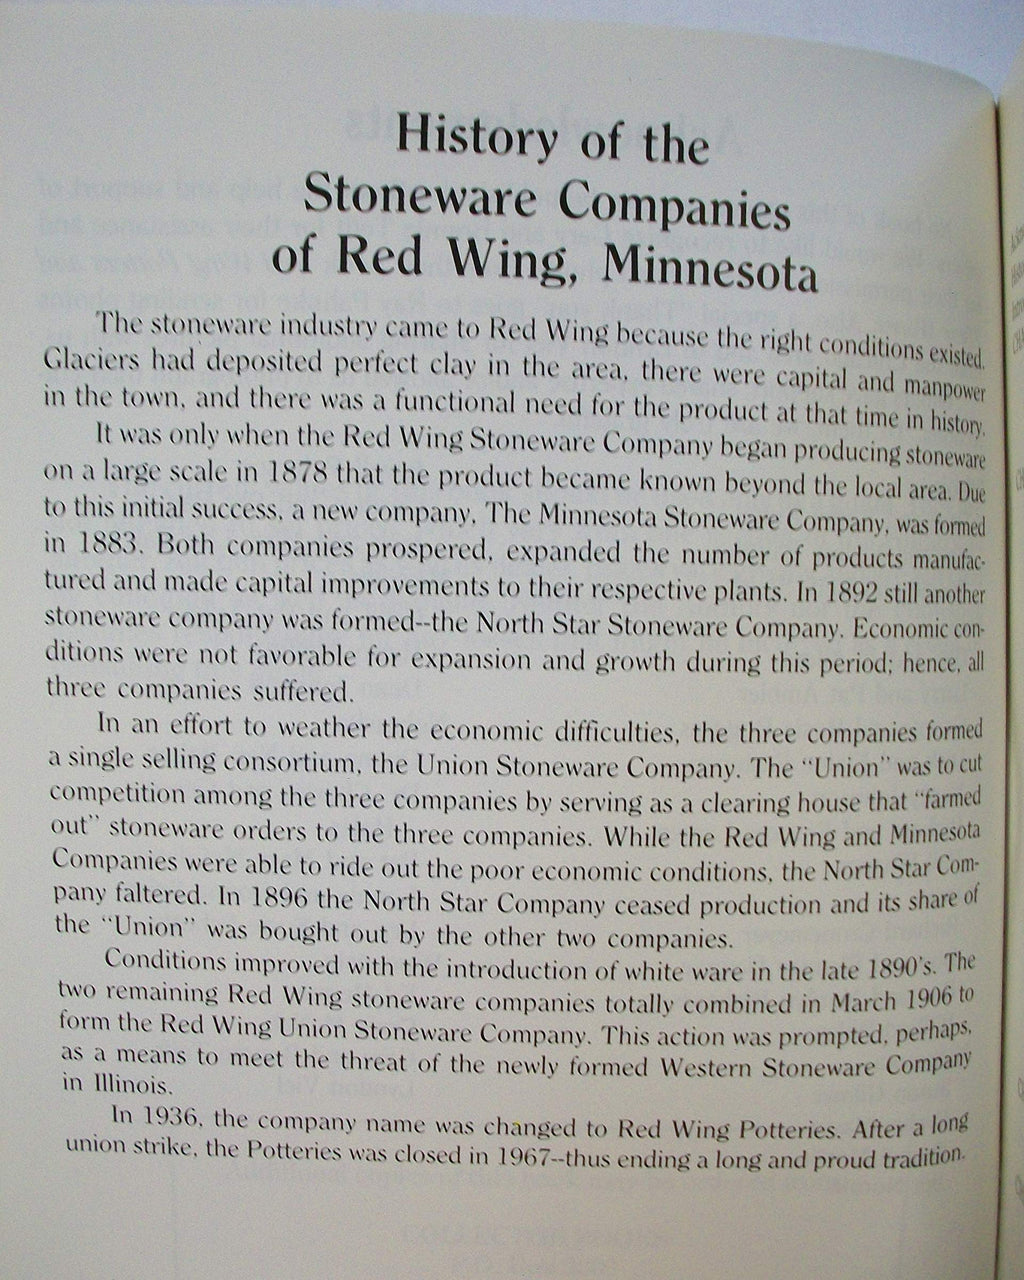 History of the
Stoneware Companies
of Red Wing, Minnesota
The stoneware industry came to Red Wing because the right conditions existed.
Glaciers had deposited perfect clay in the area, there were capital and manpower
in the town, and there was a functional need for the product at that time in history.
It was only when the Red Wing Stoneware Company began producing stoneware
on a large scale in 1878 that the product became known beyond the local area. Due
to this initial success, a new company, The Minnesota Stoneware Company, was formed
in 1883. Both companies prospered, expanded the number of products manufac-
tured and made capital improvements to their respective plants. In 1892 still another
stoneware company was formed--the North Star Stoneware Company. Economic con-
ditions were not favorable for expansion and growth during this period; hence, all
three companies suffered.
In an effort to weather the economic difficulties, the three companies formed
a single selling consortium, the Union Stoneware Company. The “Union” was to cut
competition among the three companies by serving as a clearing house that “farmed
out” stoneware orders to the three companies. While the Red Wing and Minnesota
Companies were able to ride out the poor economic conditions, the North Star Com-
pany faltered. In 1896 the North Star Company ceased production and its share of
the “Union” was bought out by the other two companies.
Conditions improved with the introduction of white ware in the late 1890's. The
two remaining Red Wing stoneware companies totally combined in March 1906 to
form the Red Wing Union Stoneware Company. This action was prompted, perhaps,
as a means to meet the threat of the newly formed Western Stoneware Company
in Illinois.
In 1936, the company name was changed to Red Wing Potteries. After a long
union strike, the Potteries was closed in 1967--thus ending a long and proud tradition.